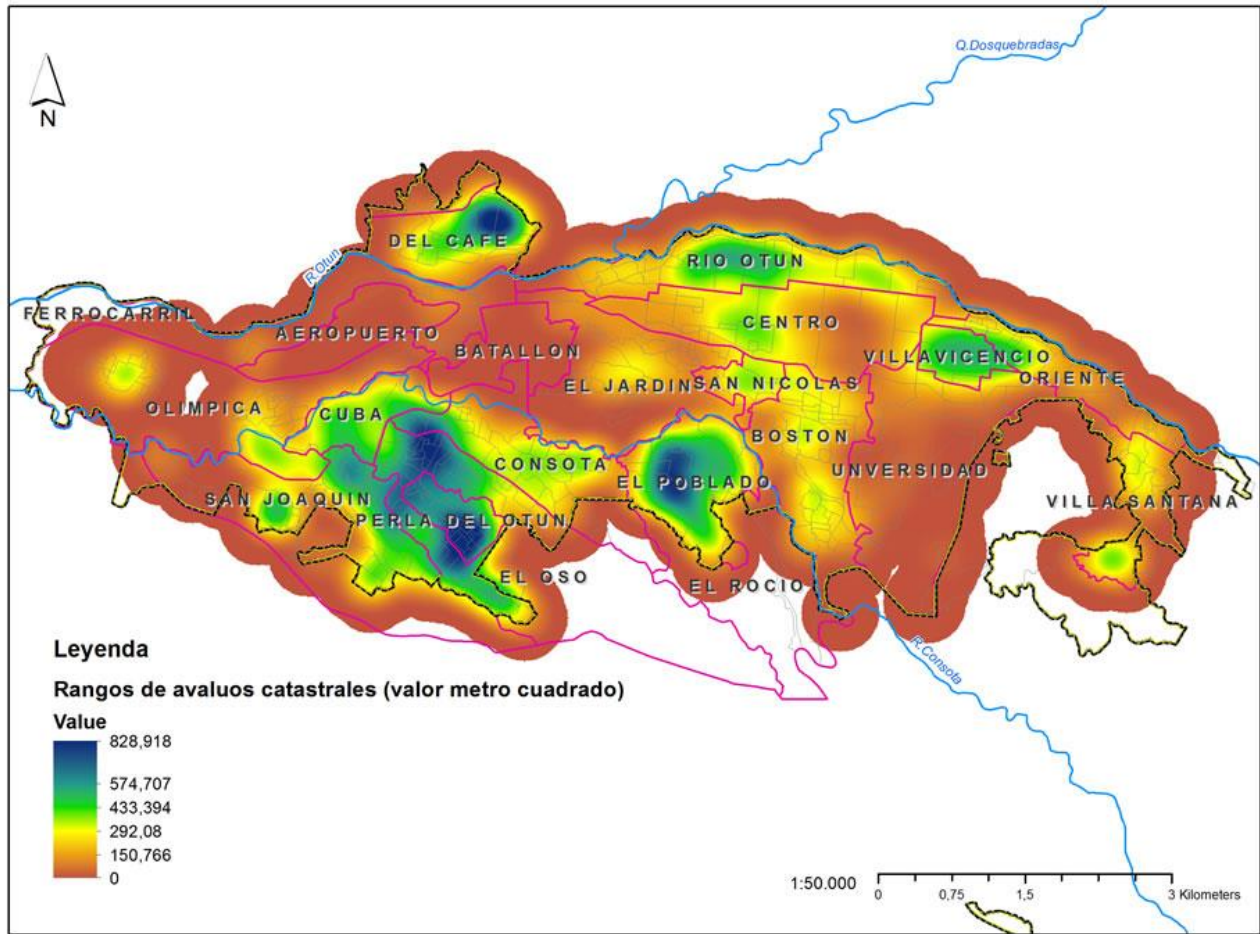 Q.Dosquebradas
N
DEL CAFE
RIO OTUN
R.Otun
FERROCARRIL
AEROPUERTO
CENTRO
BATALLON
VILLAVICENCIO
EL JARDIN
SAN NICOLAS
ORIENTE
OLIMPICA
CUBA
BOSTON
CONSOTA
UNVERSIDAD
EL POBLADO
SAN JOAQUIN
VILLA SANTANA
PERLA DEL OTUN
EL OSO
EL ROCIO
R.Consota
Leyenda
Rangos de avaluos catastrales (valor metro cuadrado)
Value
828,918
574,707
433,394
292,08
150,766
0
1:50.000
0 0,75 1,5 3 Kilometers